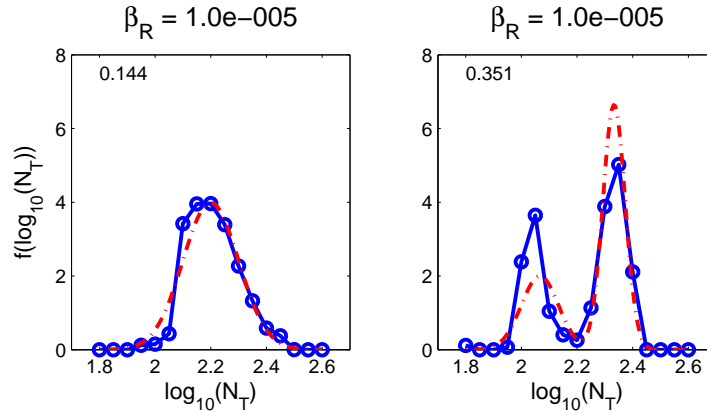 β_R = 1.0e−005
β_R = 1.0e−005
0.144
0.351
8
6
4
2
0
f(log_10(N_T))
1.8 2 2.2 2.4 2.6
log_10(N_T)
8
6
4
2
0
1.8 2 2.2 2.4 2.6
log_10(N_T)